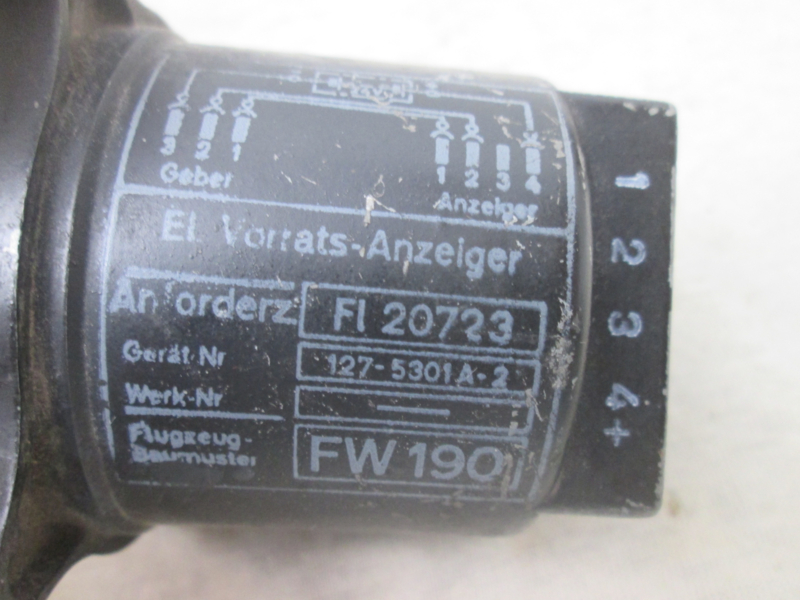 3 2 1
Geber
1 2 3 4
Anzeiger
El. Vorrats-Anzeiger
Anforderz Fl 20723
Gerät-Nr 127-5301A-2
Werk-Nr
Flugzeug-
Baumuster FW 190
1
2
3
4+